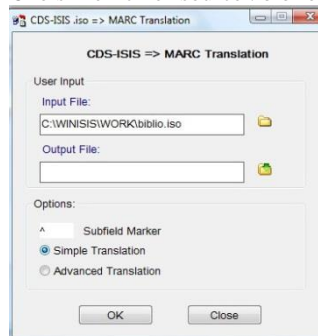 CDS-ISIS .iso => MARC Translation
CDS-ISIS => MARC Translation
User Input
Input File:
C:\WINISIS\WORK\biblio.iso
Output File:
Options:
^ Subfield Marker
Simple Translation
Advanced Translation
OK Close